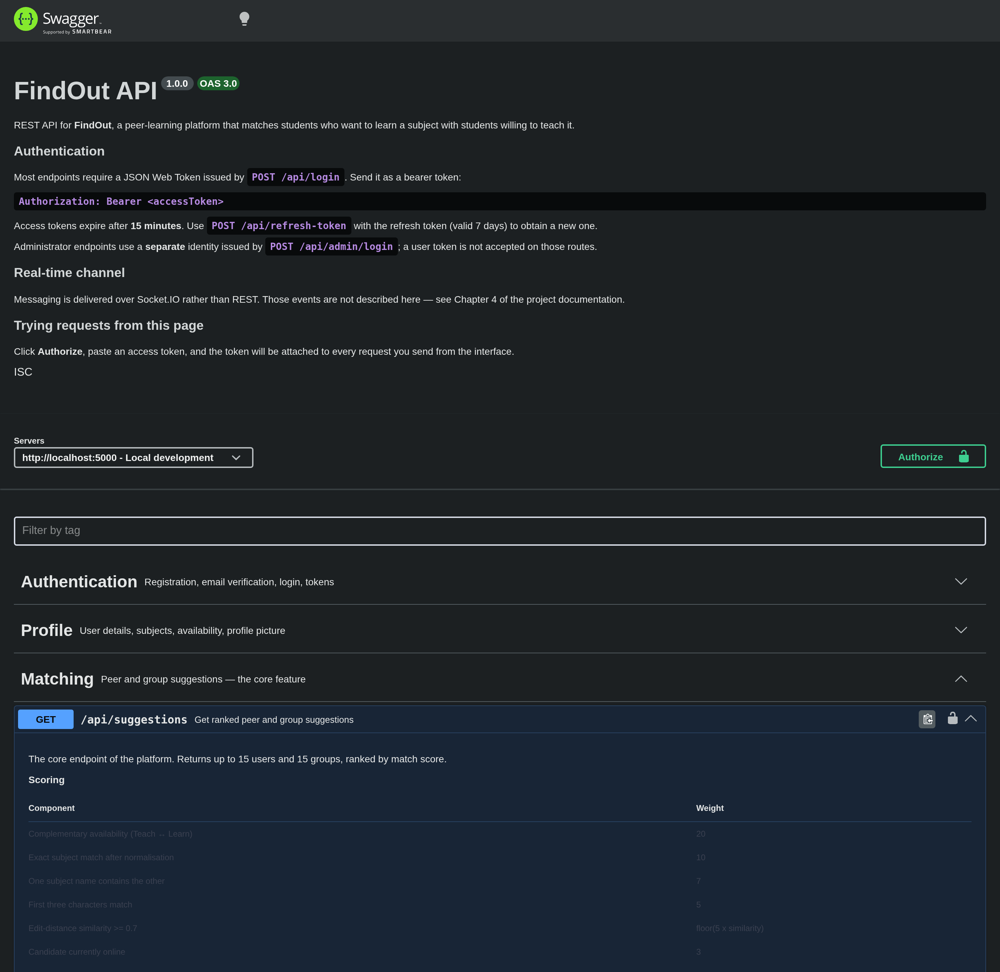 Swagger™
Supported by SMARTBEAR
FindOut API 1.0.0 OAS 3.0
REST API for FindOut, a peer-learning platform that matches students who want to learn a subject with students willing to teach it.
Authentication
Most endpoints require a JSON Web Token issued by POST /api/login. Send it as a bearer token:
Authorization: Bearer <accessToken>
Access tokens expire after 15 minutes. Use POST /api/refresh-token with the refresh token (valid 7 days) to obtain a new one.
Administrator endpoints use a separate identity issued by POST /api/admin/login; a user token is not accepted on those routes.
Real-time channel
Messaging is delivered over Socket.IO rather than REST. Those events are not described here — see Chapter 4 of the project documentation.
Trying requests from this page
Click Authorize, paste an access token, and the token will be attached to every request you send from the interface.
ISC
Servers
http://localhost:5000 - Local development
Authorize
Filter by tag
Authentication Registration, email verification, login, tokens
Profile User details, subjects, availability, profile picture
Matching Peer and group suggestions — the core feature
GET /api/suggestions Get ranked peer and group suggestions
The core endpoint of the platform. Returns up to 15 users and 15 groups, ranked by match score.
Scoring
Component Weight
Complementary availability (Teach ↔ Learn) 20
Exact subject match after normalisation 10
One subject name contains the other 7
First three characters match 5
Edit-distance similarity >= 0.7 floor(5 x similarity)
Candidate currently online 3